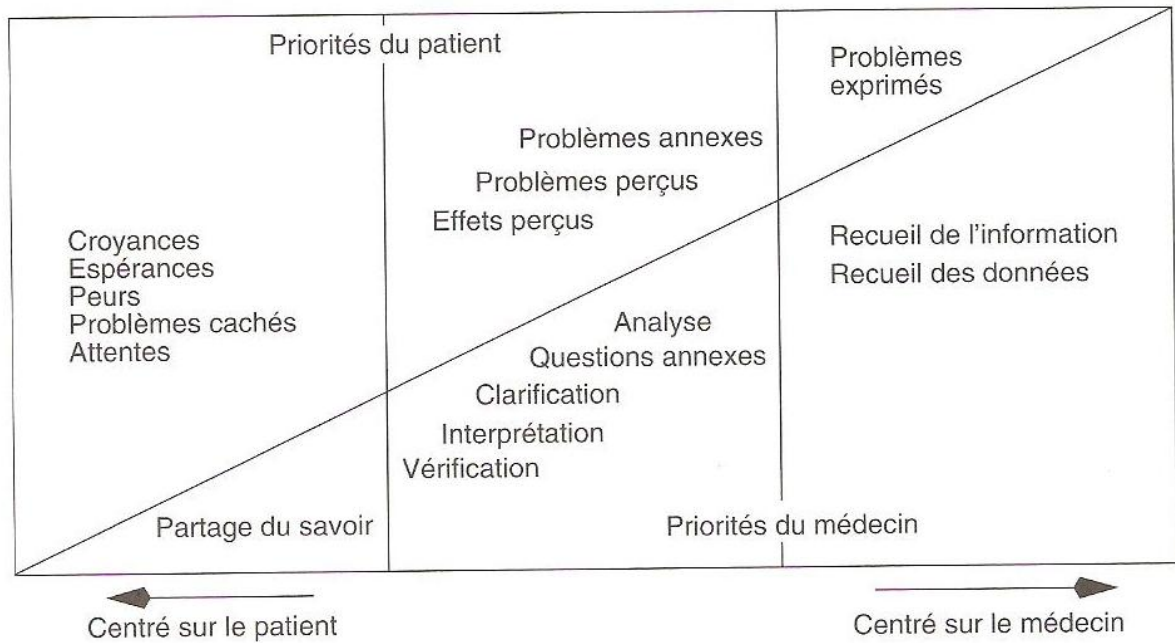 Priorités du patient
Problèmes
exprimés
Problèmes annexes
Problèmes perçus
Effets perçus
Croyances
Espérances
Peurs
Problèmes cachés
Attentes
Recueil de l'information
Recueil des données
Analyse
Questions annexes
Clarification
Interprétation
Vérification
Partage du savoir
Priorités du médecin
Centré sur le patient
Centré sur le médecin